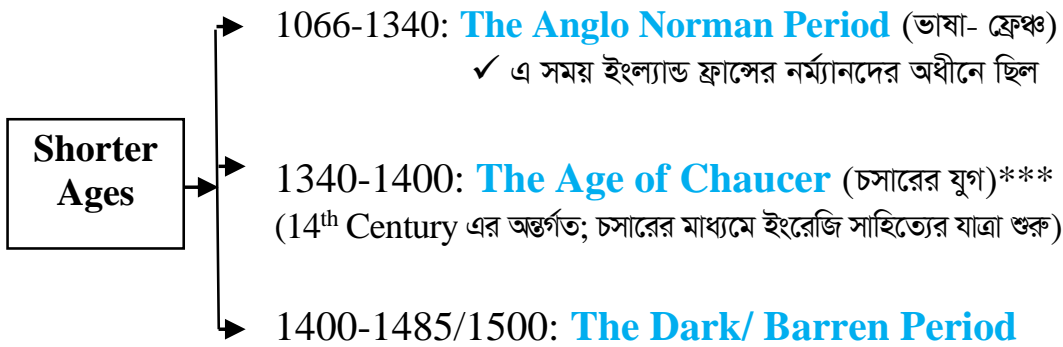 1066-1340: The Anglo Norman Period (ভাষা- ফ্রেঞ্চ)
✓ এ সময় ইংল্যান্ড ফ্রান্সের নর্ম্যানদের অধীনে ছিল
Shorter
Ages
1340-1400: The Age of Chaucer (চসারের যুগ)***
(14th Century এর অন্তর্গত; চসারের মাধ্যমে ইংরেজি সাহিত্যের যাত্রা শুরু)
1400-1485/1500: The Dark/ Barren Period